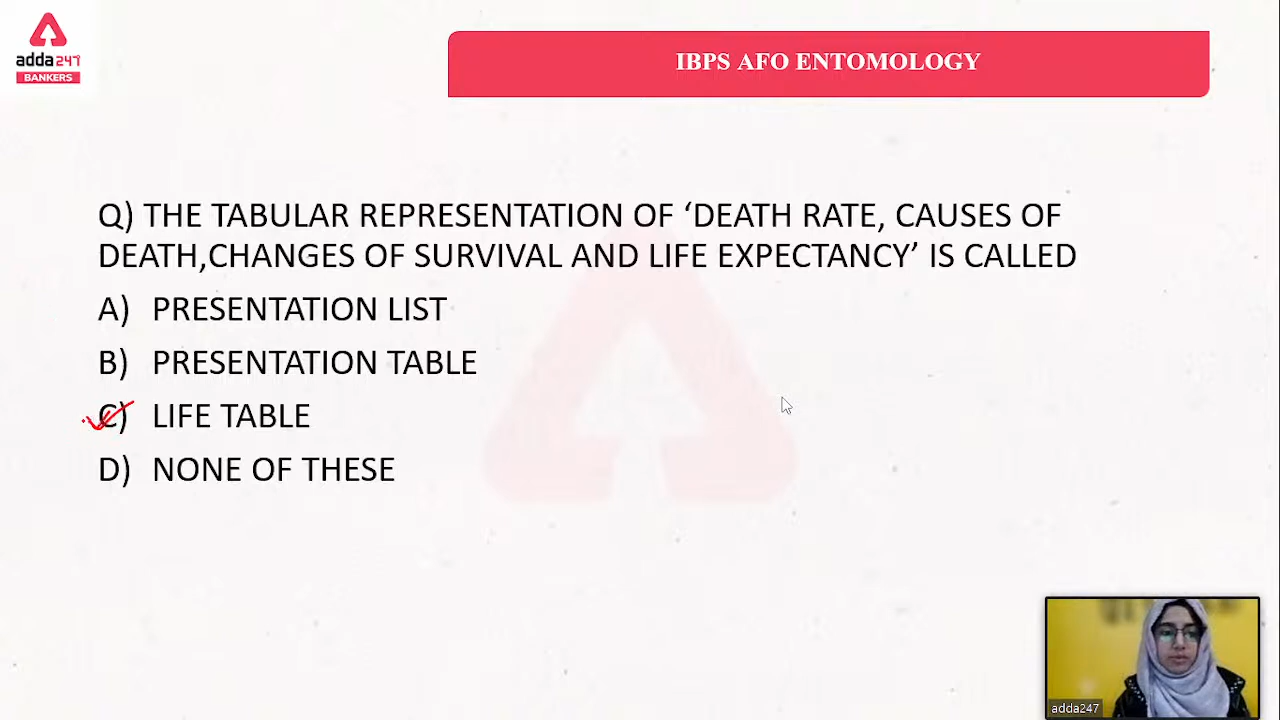 adda247
BANKERS
IBPS AFO ENTOMOLOGY
Q) THE TABULAR REPRESENTATION OF ‘DEATH RATE, CAUSES OF
DEATH,CHANGES OF SURVIVAL AND LIFE EXPECTANCY’ IS CALLED
A) PRESENTATION LIST
B) PRESENTATION TABLE
C) LIFE TABLE
D) NONE OF THESE
adda247